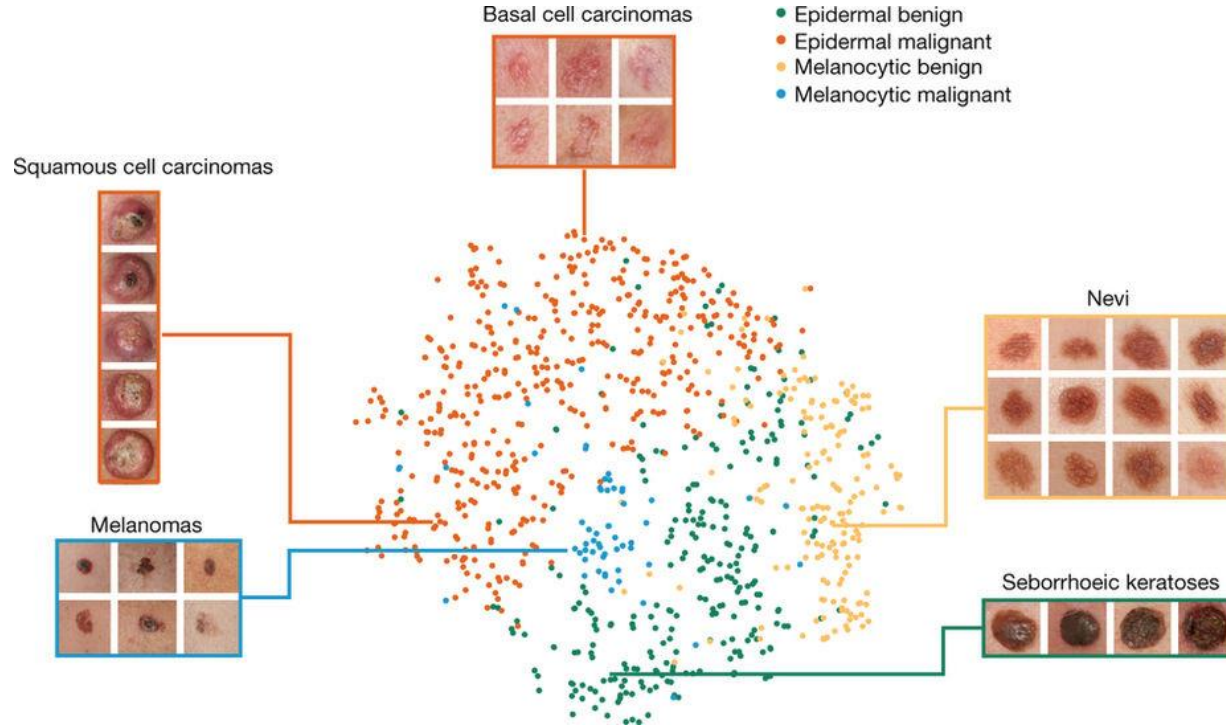 Basal cell carcinomas
Epidermal benign
Epidermal malignant
Melanocytic benign
Melanocytic malignant
Squamous cell carcinomas
Nevi
Melanomas
Seborrhoeic keratoses